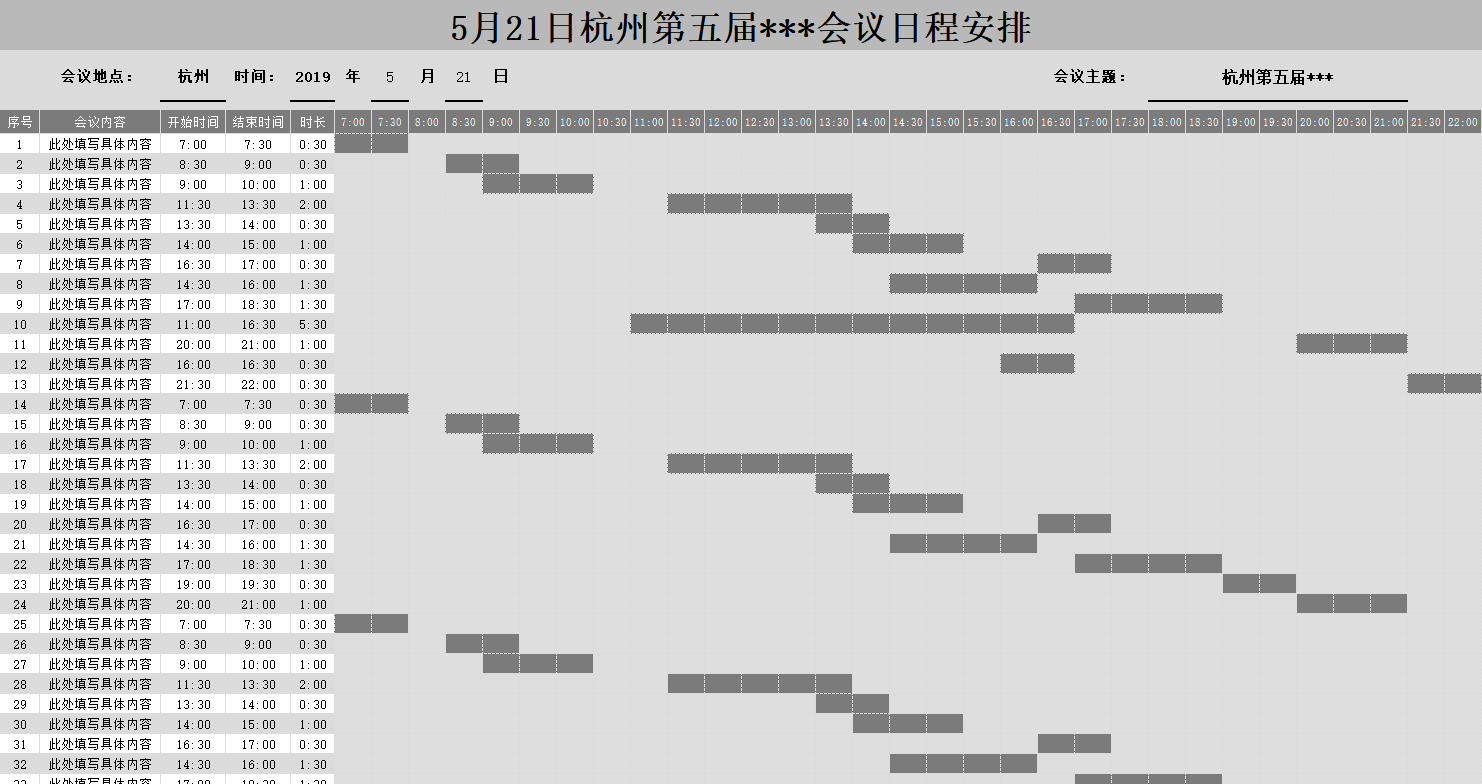 5月21日杭州第五届***会议日程安排
会议地点： 杭州 时间： 2019 年 5 月 21 日 会议主题： 杭州第五届***
序号 会议内容 开始时间 结束时间 时长 7:00 7:30 8:00 8:30 9:00 9:30 10:00 10:30 11:00 11:30 12:00 12:30 13:00 13:30 14:00 14:30 15:00 15:30 16:00 16:30 17:00 17:30 18:00 18:30 19:00 19:30 20:00 20:30 21:00 21:30 22:00
1 此处填写具体内容 7:00 7:30 0:30
2 此处填写具体内容 8:30 9:00 0:30
3 此处填写具体内容 9:00 10:00 1:00
4 此处填写具体内容 11:30 13:30 2:00
5 此处填写具体内容 13:30 14:00 0:30
6 此处填写具体内容 14:00 15:00 1:00
7 此处填写具体内容 16:30 17:00 0:30
8 此处填写具体内容 14:30 16:00 1:30
9 此处填写具体内容 17:00 18:30 1:30
10 此处填写具体内容 11:00 16:30 5:30
11 此处填写具体内容 20:00 21:00 1:00
12 此处填写具体内容 16:00 16:30 0:30
13 此处填写具体内容 21:30 22:00 0:30
14 此处填写具体内容 7:00 7:30 0:30
15 此处填写具体内容 8:30 9:00 0:30
16 此处填写具体内容 9:00 10:00 1:00
17 此处填写具体内容 11:30 13:30 2:00
18 此处填写具体内容 13:30 14:00 0:30
19 此处填写具体内容 14:00 15:00 1:00
20 此处填写具体内容 16:30 17:00 0:30
21 此处填写具体内容 14:30 16:00 1:30
22 此处填写具体内容 17:00 18:30 1:30
23 此处填写具体内容 19:00 19:30 0:30
24 此处填写具体内容 20:00 21:00 1:00
25 此处填写具体内容 7:00 7:30 0:30
26 此处填写具体内容 8:30 9:00 0:30
27 此处填写具体内容 9:00 10:00 1:00
28 此处填写具体内容 11:30 13:30 2:00
29 此处填写具体内容 13:30 14:00 0:30
30 此处填写具体内容 14:00 15:00 1:00
31 此处填写具体内容 16:30 17:00 0:30
32 此处填写具体内容 14:30 16:00 1:30